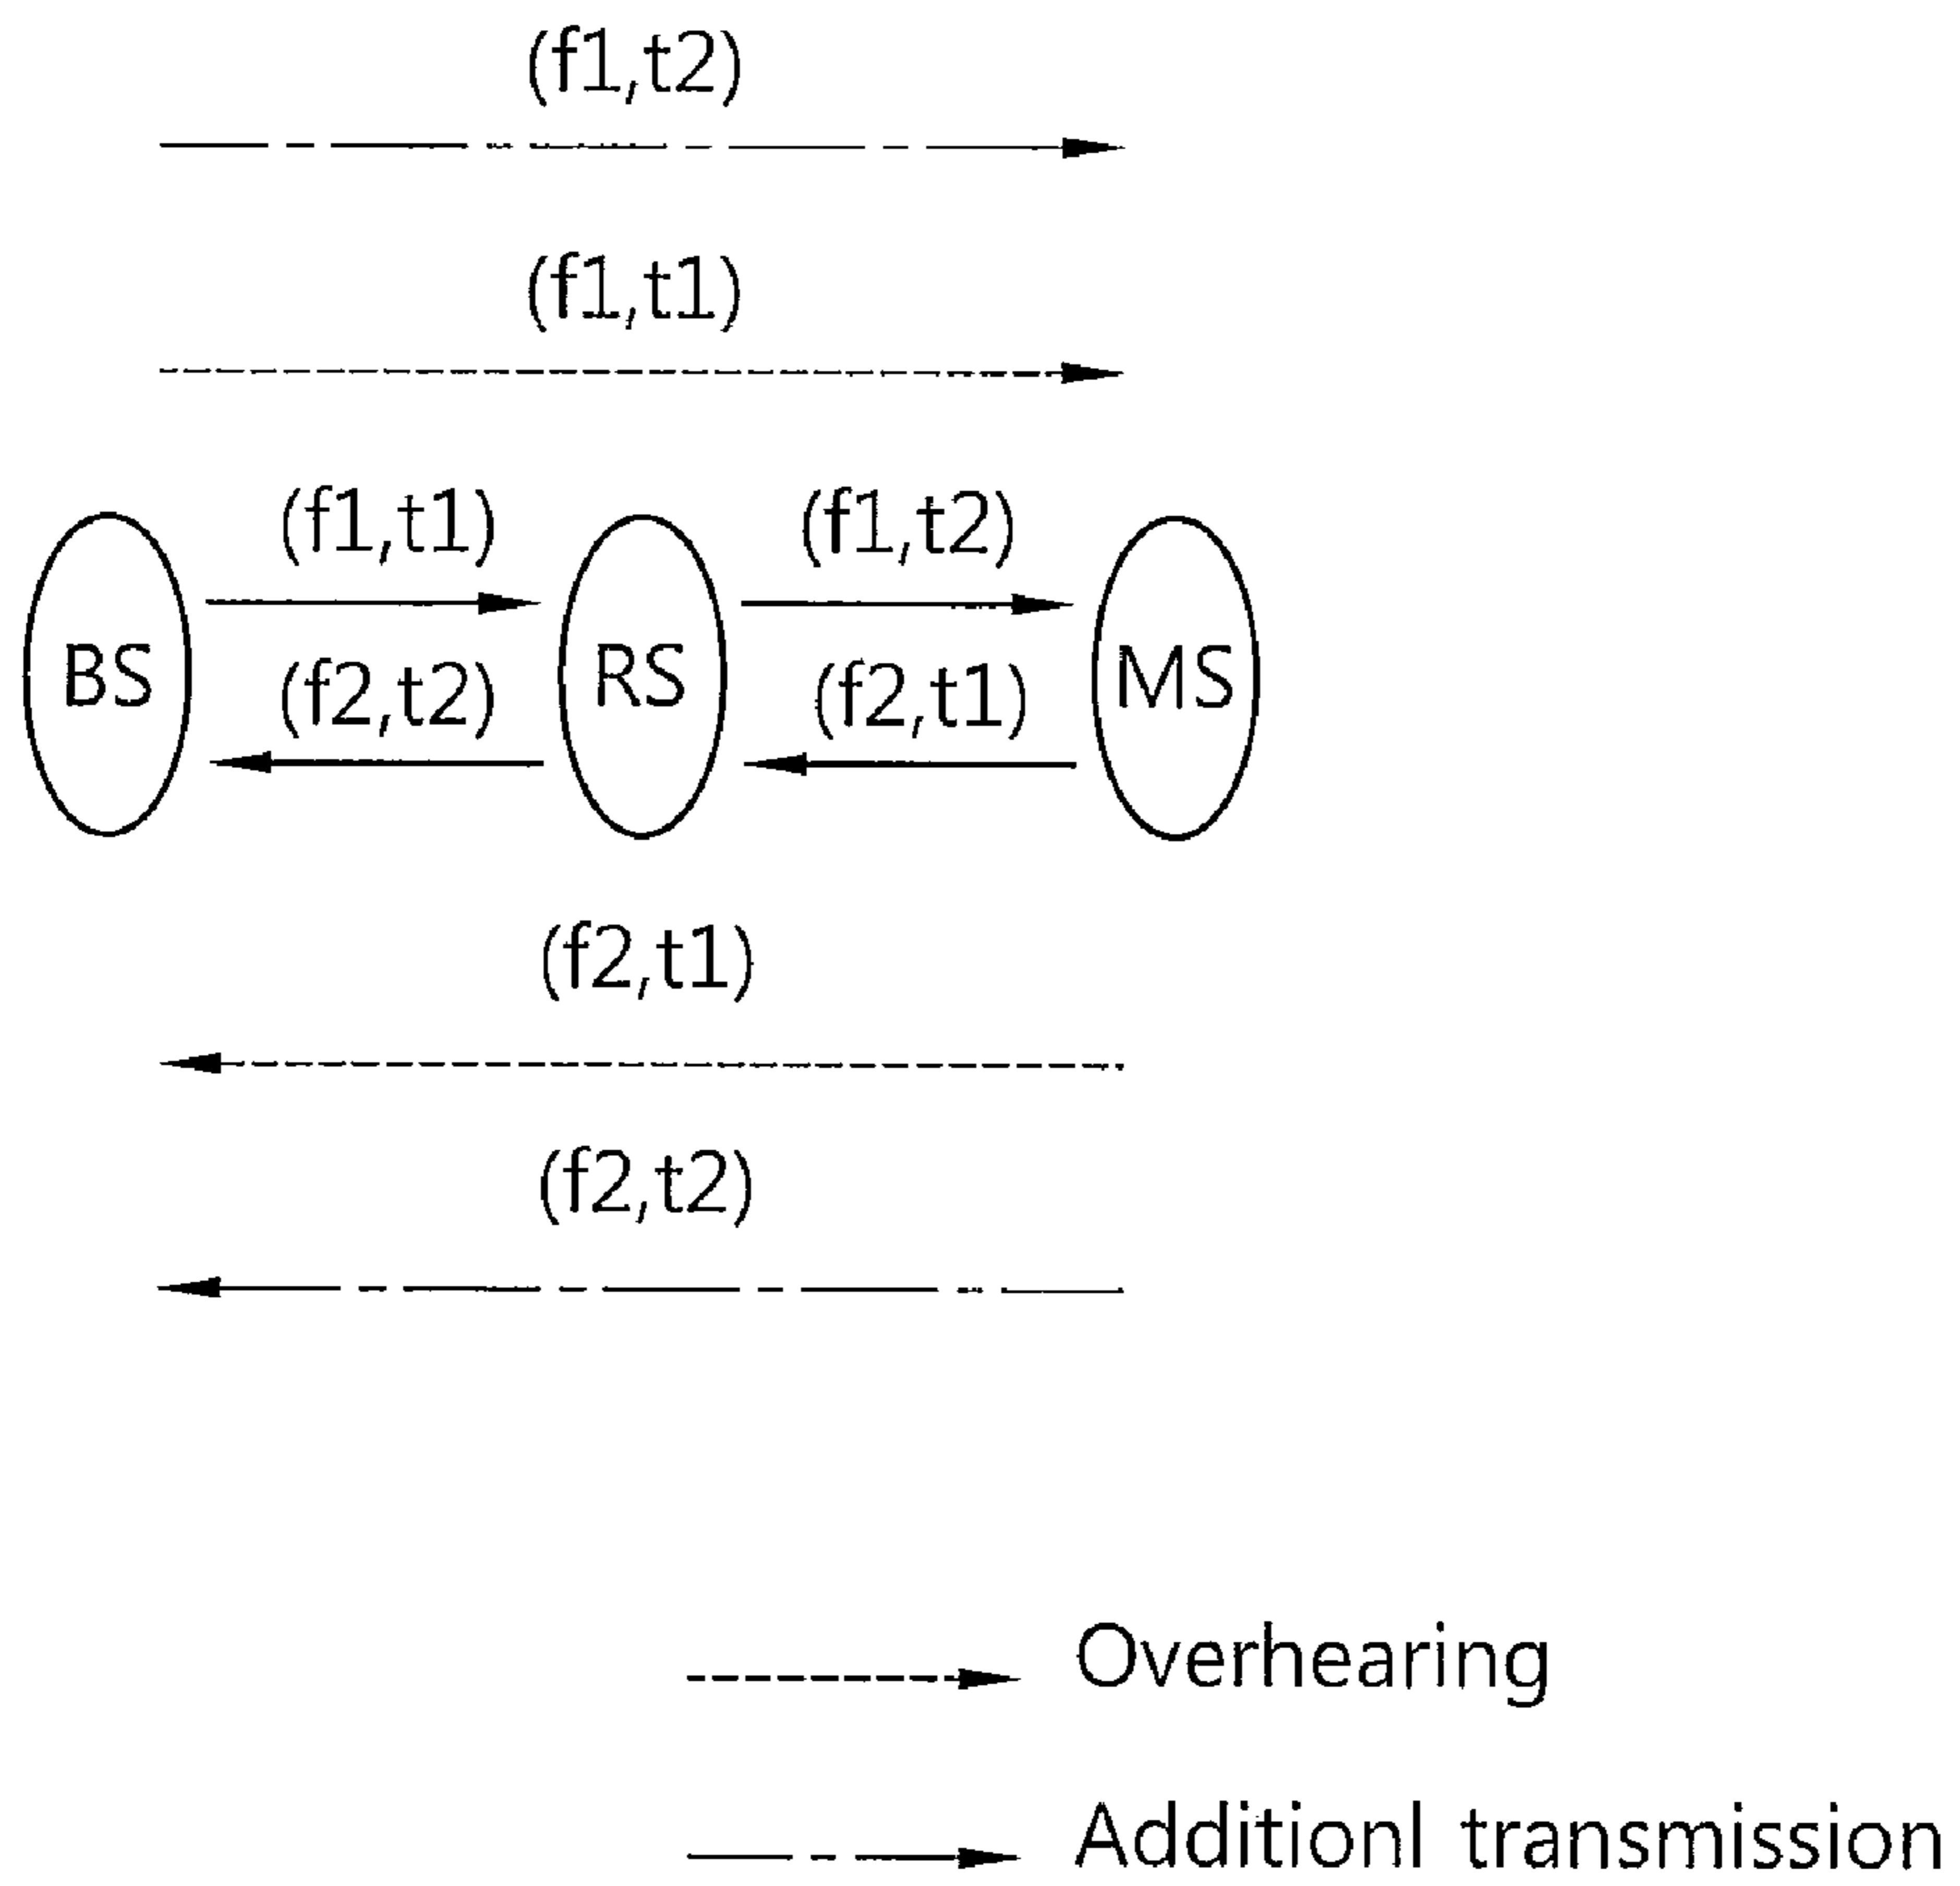 (f1,t2)
(f1,t1)
(f1,t1) (f1,t2)
BS RS MS
(f2,t2) (f2,t1)
(f2,t1)
(f2,t2)
Overhearing
Additionl transmission